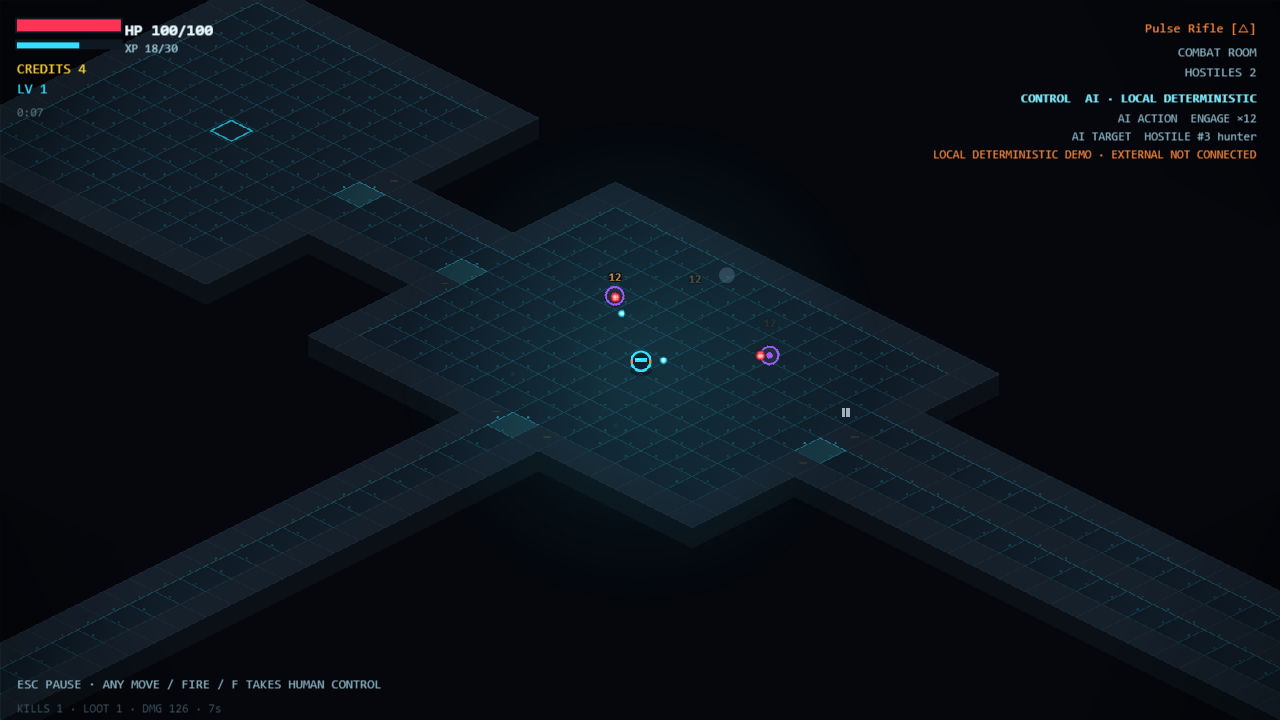 HP 100/100
XP 18/30
CREDITS 4
LV 1
0:07
Pulse Rifle [△]
COMBAT ROOM
HOSTILES 2
CONTROL AI · LOCAL DETERMINISTIC
AI ACTION ENGAGE ×12
AI TARGET HOSTILE #3 hunter
LOCAL DETERMINISTIC DEMO · EXTERNAL NOT CONNECTED
12
12
12
ESC PAUSE · ANY MOVE / FIRE / F TAKES HUMAN CONTROL
KILLS 1 · LOOT 1 · DMG 126 · 7s